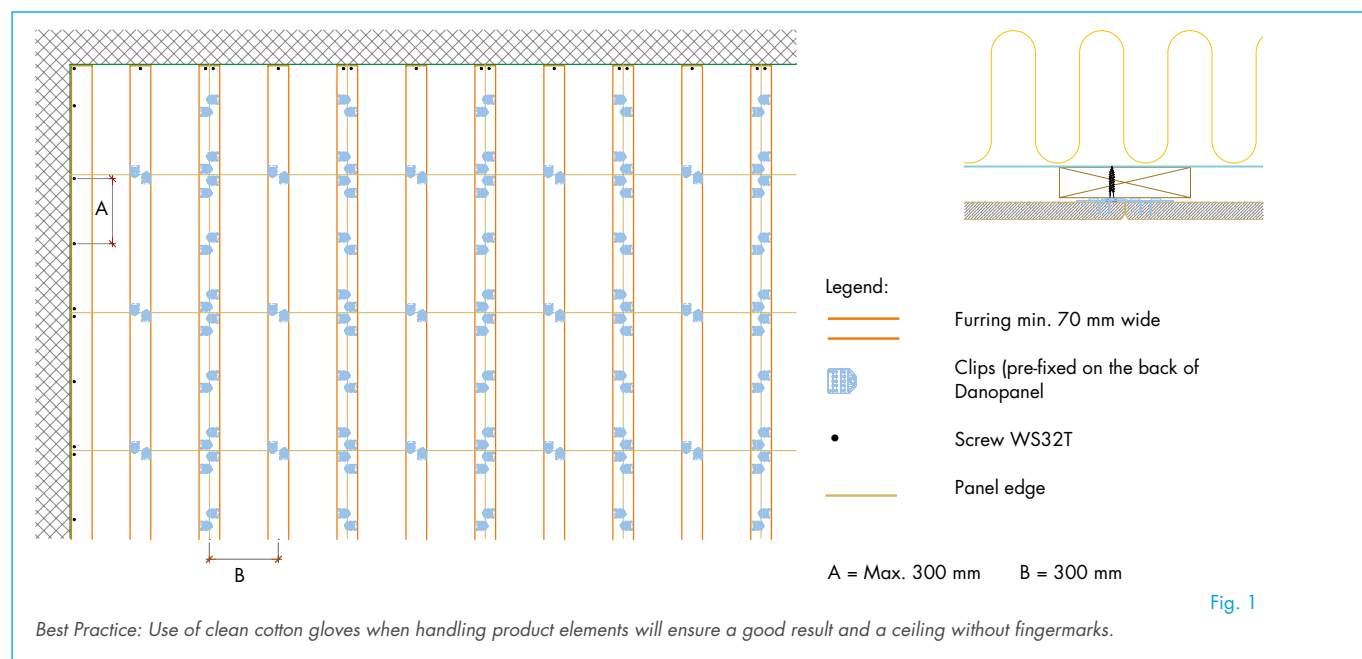 A
B
Legend:
Furring min. 70 mm wide
Clips (pre-fixed on the back of
Danopanel
Screw WS32T
Panel edge
A = Max. 300 mm B = 300 mm
Fig. 1
Best Practice: Use of clean cotton gloves when handling product elements will ensure a good result and a ceiling without fingermarks.